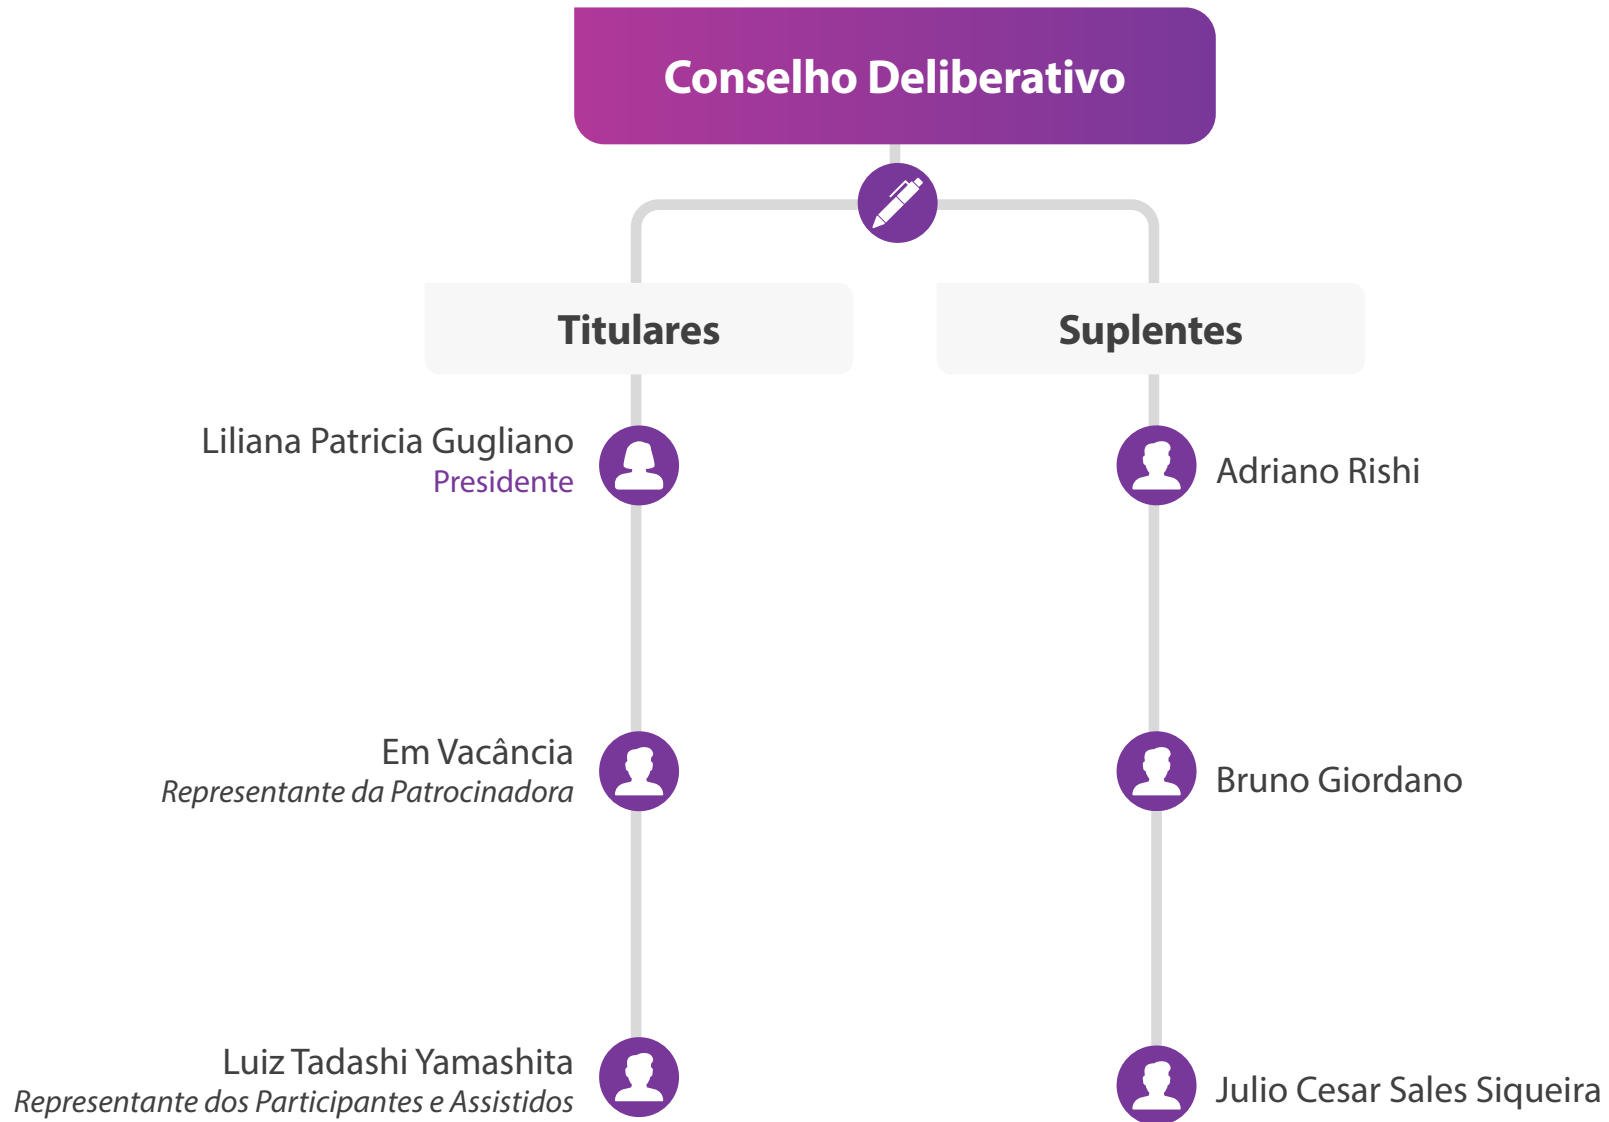 Conselho Deliberativo
Titulares
Suplentes
Liliana Patricia Gugliano
Presidente
Adriano Rishi
Em Vacância
Representante da Patrocinadora
Bruno Giordano
Luiz Tadashi Yamashita
Representante dos Participantes e Assistidos
Julio Cesar Sales Siqueira